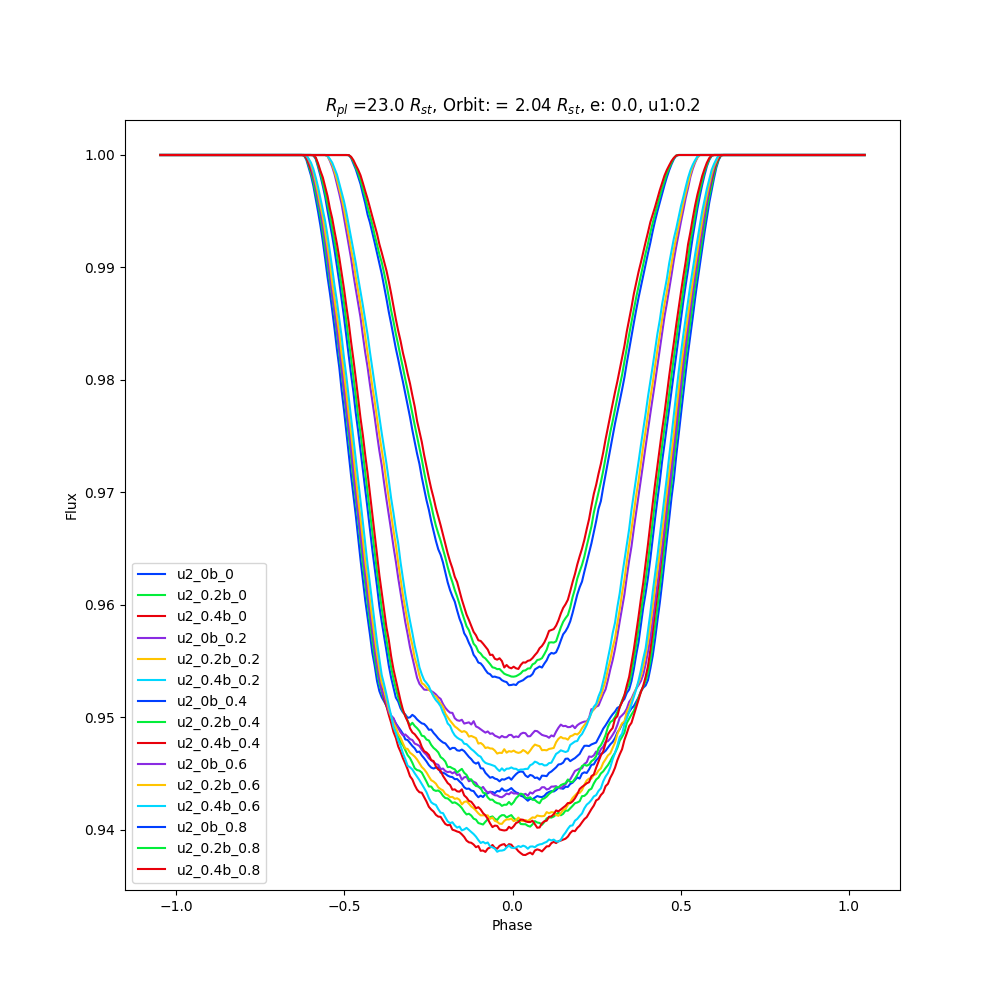 R_pl =23.0 R_st, Orbit: = 2.04 R_st, e: 0.0, u1:0.2
1.00
0.99
0.98
0.97
0.96
0.95
0.94
Flux
u2_0b_0
u2_0.2b_0
u2_0.4b_0
u2_0b_0.2
u2_0.2b_0.2
u2_0.4b_0.2
u2_0b_0.4
u2_0.2b_0.4
u2_0.4b_0.4
u2_0b_0.6
u2_0.2b_0.6
u2_0.4b_0.6
u2_0b_0.8
u2_0.2b_0.8
u2_0.4b_0.8
−1.0 −0.5 0.0 0.5 1.0
Phase